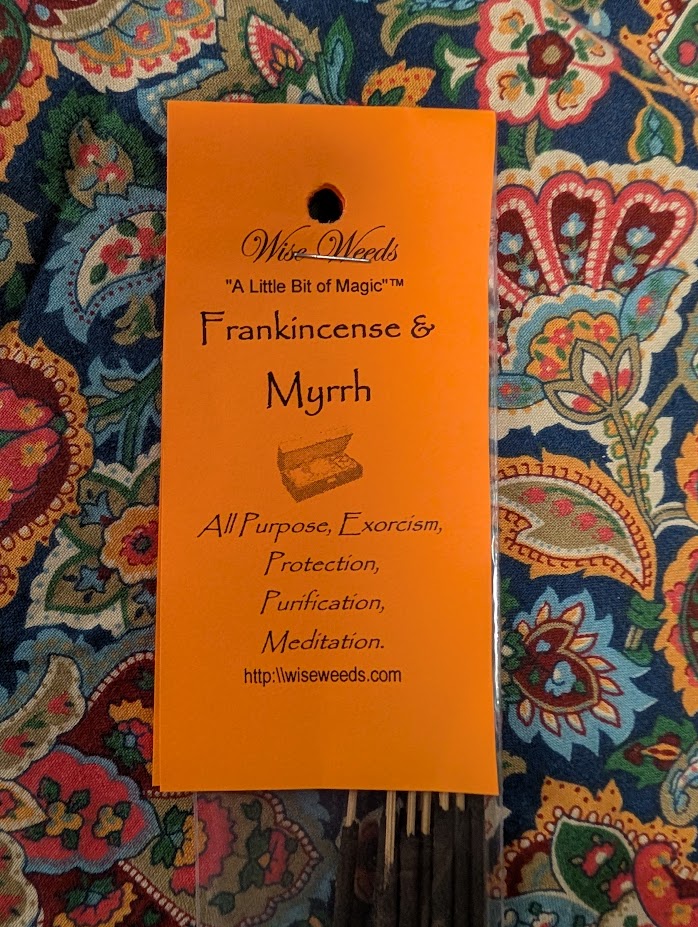 Wise Weeds
"A Little Bit of Magic"™
Frankincense &
Myrrh
All Purpose, Exorcism,
Protection,
Purification,
Meditation.
http:\\wiseweeds.com